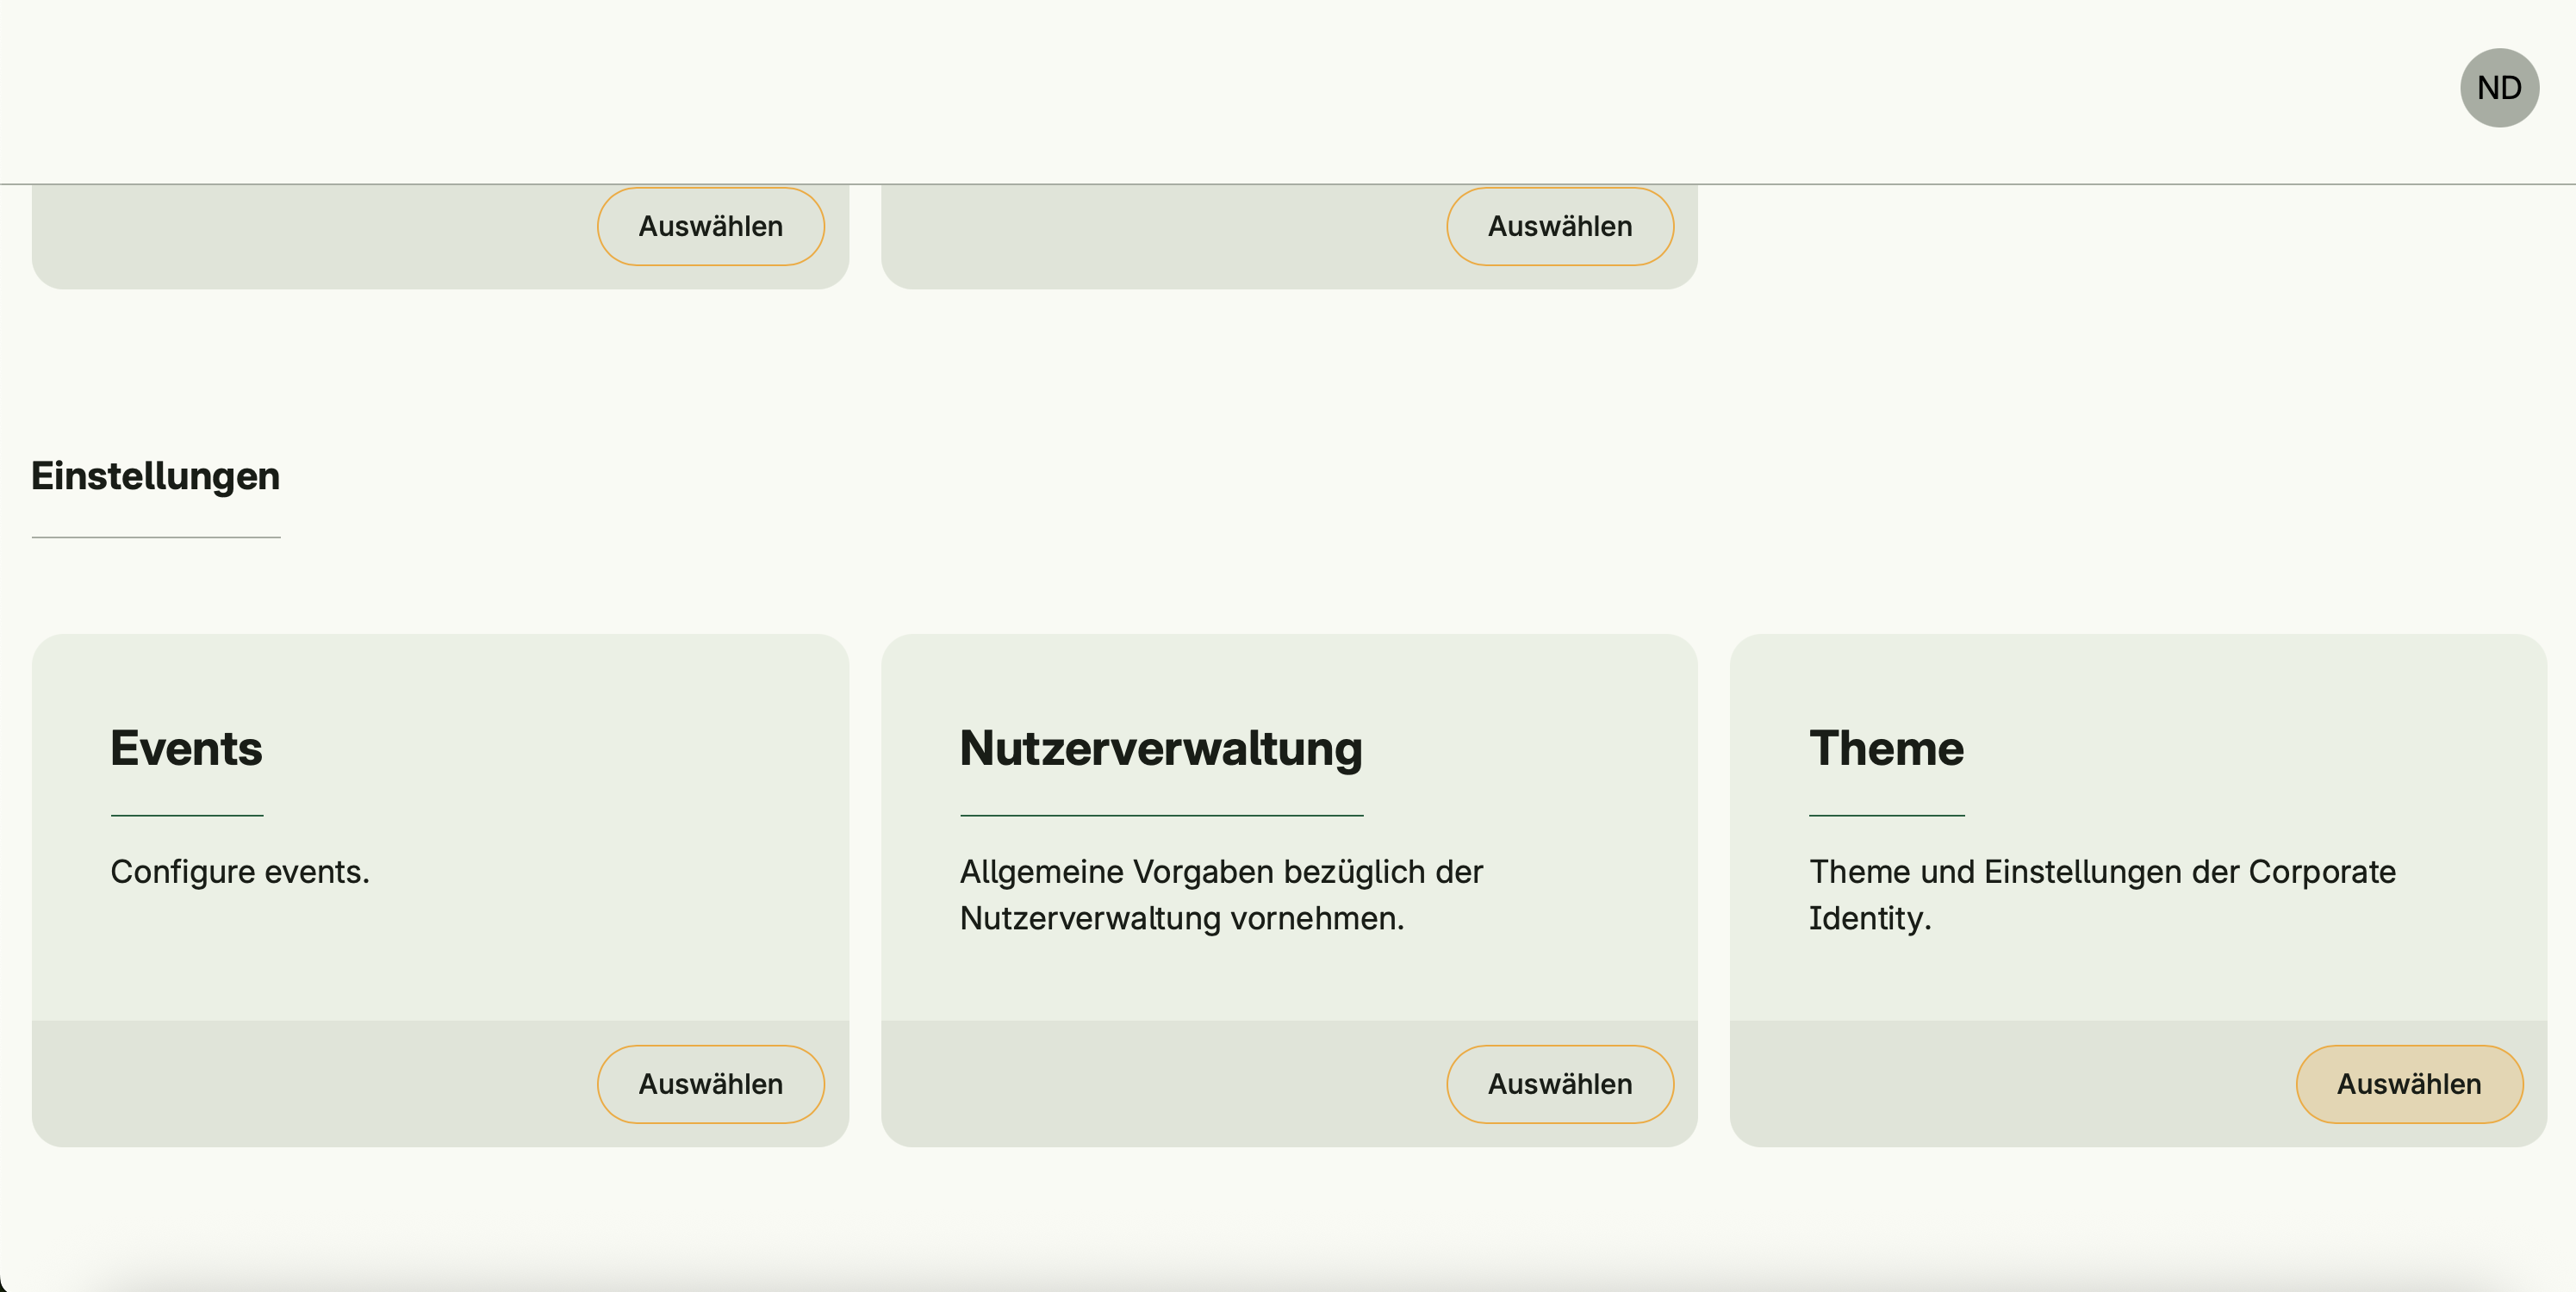 ND
Auswählen
Auswählen
Einstellungen
Events
Configure events.
Auswählen
Nutzerverwaltung
Allgemeine Vorgaben bezüglich der
Nutzerverwaltung vornehmen.
Auswählen
Theme
Theme und Einstellungen der Corporate
Identity.
Auswählen